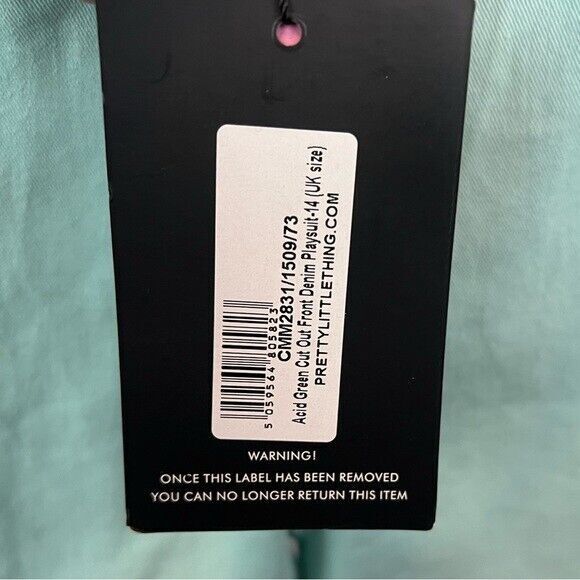 5 059564 805823
CMM2831/1509/73
Acid Green Cut Out Front Denim Playsuit-14 (UK size)
PRETTYLITTLETHING.COM
WARNING!
ONCE THIS LABEL HAS BEEN REMOVED
YOU CAN NO LONGER RETURN THIS ITEM